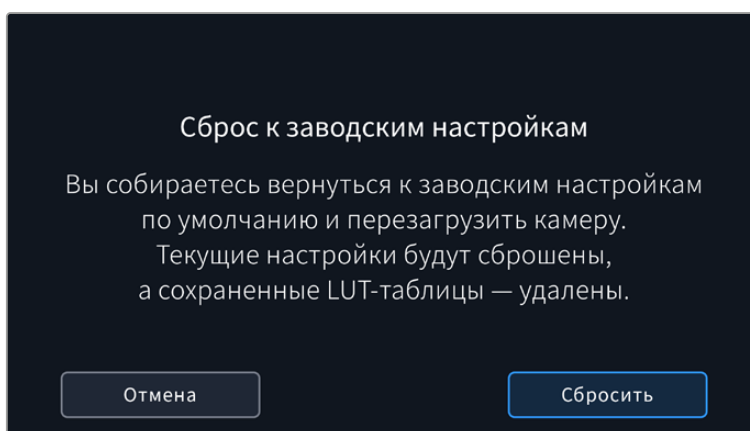 Сброс к заводским настройкам
Вы собираетесь вернуться к заводским настройкам
по умолчанию и перезагрузить камеру.
Текущие настройки будут сброшены,
а сохраненные LUT-таблицы — удалены.
Отмена
Сбросить